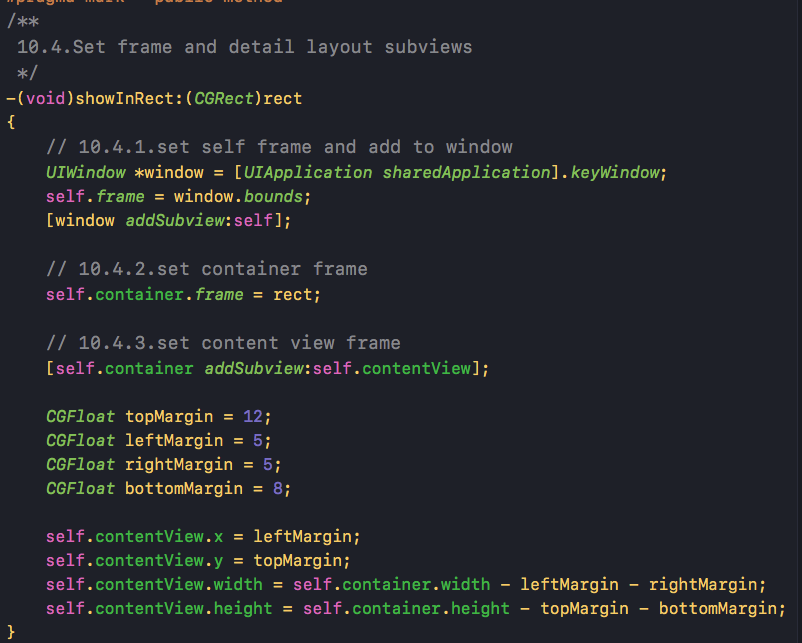 #pragma mark - public method
/**
 10.4.Set frame and detail layout subviews
 */
-(void)showInRect:(CGRect)rect
{
    // 10.4.1.set self frame and add to window
    UIWindow *window = [UIApplication sharedApplication].keyWindow;
    self.frame = window.bounds;
    [window addSubview:self];

    // 10.4.2.set container frame
    self.container.frame = rect;

    // 10.4.3.set content view frame
    [self.container addSubview:self.contentView];

    CGFloat topMargin = 12;
    CGFloat leftMargin = 5;
    CGFloat rightMargin = 5;
    CGFloat bottomMargin = 8;

    self.contentView.x = leftMargin;
    self.contentView.y = topMargin;
    self.contentView.width = self.container.width - leftMargin - rightMargin;
    self.contentView.height = self.container.height - topMargin - bottomMargin;
}